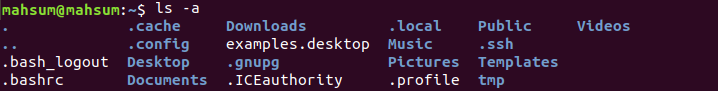 mahsum@mahsum:~$ ls -a
. .cache Downloads .local Public Videos
.. .config examples.desktop Music .ssh
.bash_logout Desktop .gnupg Pictures Templates
.bashrc Documents .ICEauthority .profile tmp